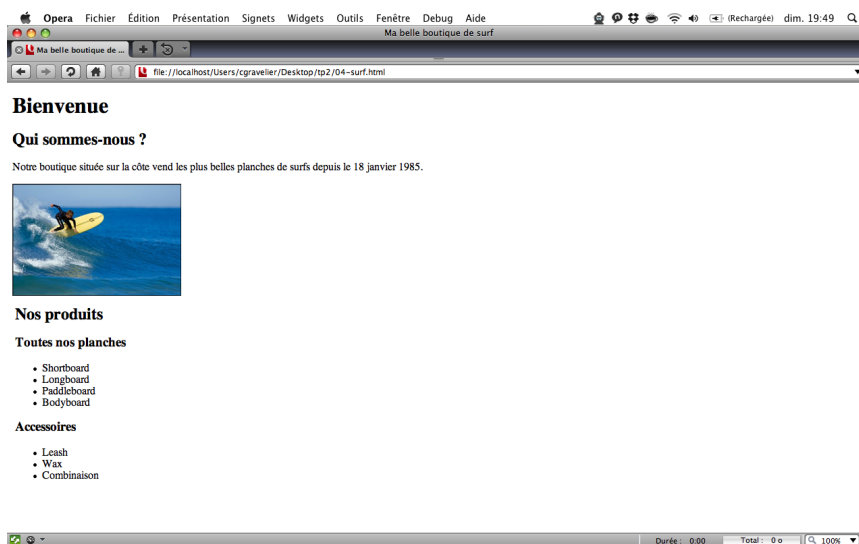 Opera Fichier Édition Présentation Signets Widgets Outils Fenêtre Debug Aide (Rechargée) dim. 19:49
Ma belle boutique de surf
Ma belle boutique de ...
file://localhost/Users/cgravelier/Desktop/tp2/04-surf.html
Bienvenue
Qui sommes-nous ?
Notre boutique située sur la côte vend les plus belles planches de surfs depuis le 18 janvier 1985.
Nos produits
Toutes nos planches
• Shortboard
• Longboard
• Paddleboard
• Bodyboard
Accessoires
• Leash
• Wax
• Combinaison
Durée : 0:00 Total : 0 o 100%